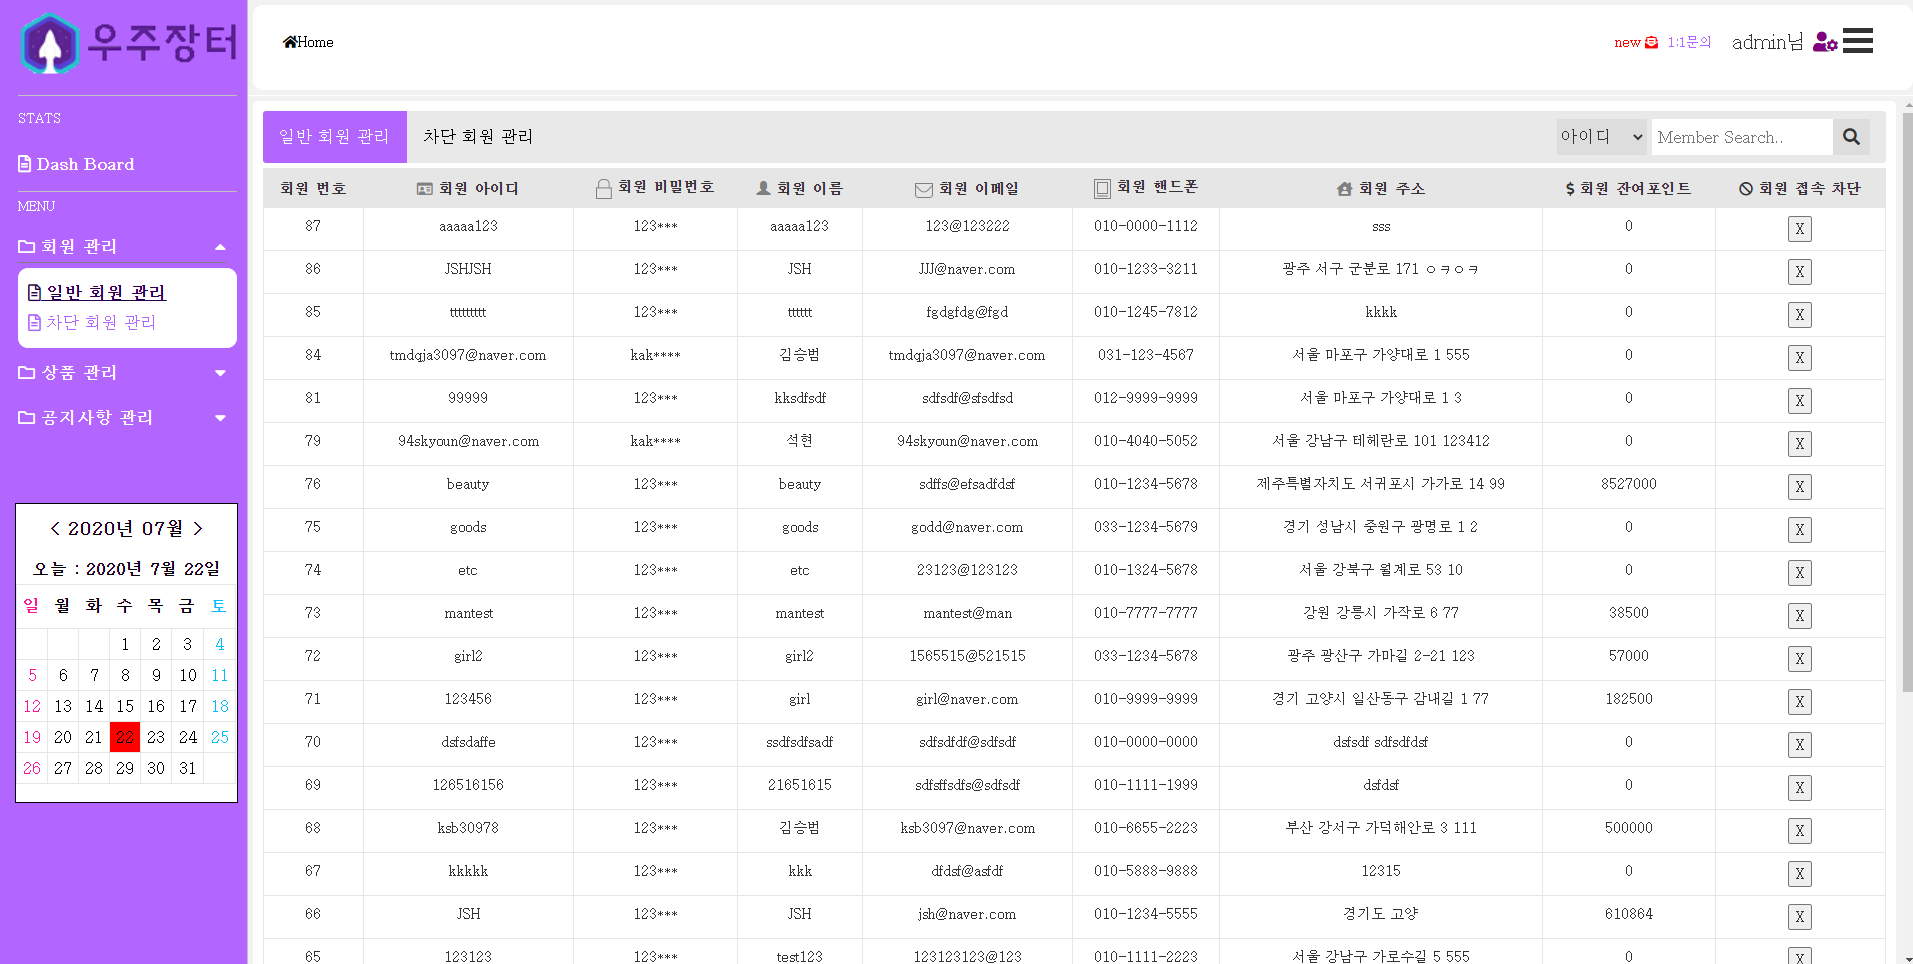 우주장터
STATS
Dash Board
MENU
회원 관리
일반 회원 관리
차단 회원 관리
상품 관리
공지사항 관리
< 2020년 07월 >
오늘 : 2020년 7월 22일
일 월 화 수 목 금 토
1 2 3 4
5 6 7 8 9 10 11
12 13 14 15 16 17 18
19 20 21 22 23 24 25
26 27 28 29 30 31
Home
new 1:1문의 admin님
일반 회원 관리 차단 회원 관리 아이디 Member Search..
회원 번호 회원 아이디 회원 비밀번호 회원 이름 회원 이메일 회원 핸드폰 회원 주소 $ 회원 잔여포인트 회원 접속 차단
87 aaaaa123 123*** aaaaa123 123@123222 010-0000-1112 sss 0 X
86 JSHJSH 123*** JSH JJJ@naver.com 010-1233-3211 광주 서구 군분로 171 ㅇㅋㅇㅋ 0 X
85 ttttttttt 123*** tttttt fgdgfdg@fgd 010-1245-7812 kkkk 0 X
84 tmdqja3097@naver.com kak**** 김승범 tmdqja3097@naver.com 031-123-4567 서울 마포구 가양대로 1 555 0 X
81 99999 123*** kksdfsdf sdfsdf@sfsdfsd 012-9999-9999 서울 마포구 가양대로 1 3 0 X
79 94skyoun@naver.com kak**** 석현 94skyoun@naver.com 010-4040-5052 서울 강남구 테헤란로 101 123412 0 X
76 beauty 123*** beauty sdffs@efsadfdsf 010-1234-5678 제주특별자치도 서귀포시 가가로 14 99 8527000 X
75 goods 123*** goods godd@naver.com 033-1234-5679 경기 성남시 중원구 광명로 1 2 0 X
74 etc 123*** etc 23123@123123 010-1324-5678 서울 강북구 월계로 53 10 0 X
73 mantest 123*** mantest mantest@man 010-7777-7777 강원 강릉시 가작로 6 77 38500 X
72 girl2 123*** girl2 1565515@521515 033-1234-5678 광주 광산구 가마길 2-21 123 57000 X
71 123456 123*** girl girl@naver.com 010-9999-9999 경기 고양시 일산동구 감내길 1 77 182500 X
70 dsfsdaffe 123*** ssdfsdfsadf sdfsdfdf@sdfsdf 010-0000-0000 dsfsdf sdfsdfdsf 0 X
69 126516156 123*** 21651615 sdfsffsdfs@sdfsdf 010-1111-1999 dsfdsf 0 X
68 ksb30978 123*** 김승범 ksb3097@naver.com 010-6655-2223 부산 강서구 가덕해안로 3 111 500000 X
67 kkkkk 123*** kkk dfdsf@asfdf 010-5888-9888 12315 0 X
66 JSH 123*** JSH jsh@naver.com 010-1234-5555 경기도 고양 610864 X
65 123123 123*** test123 123123123@123 010-1111-2223 서울 강남구 가로수길 5 555 0 X